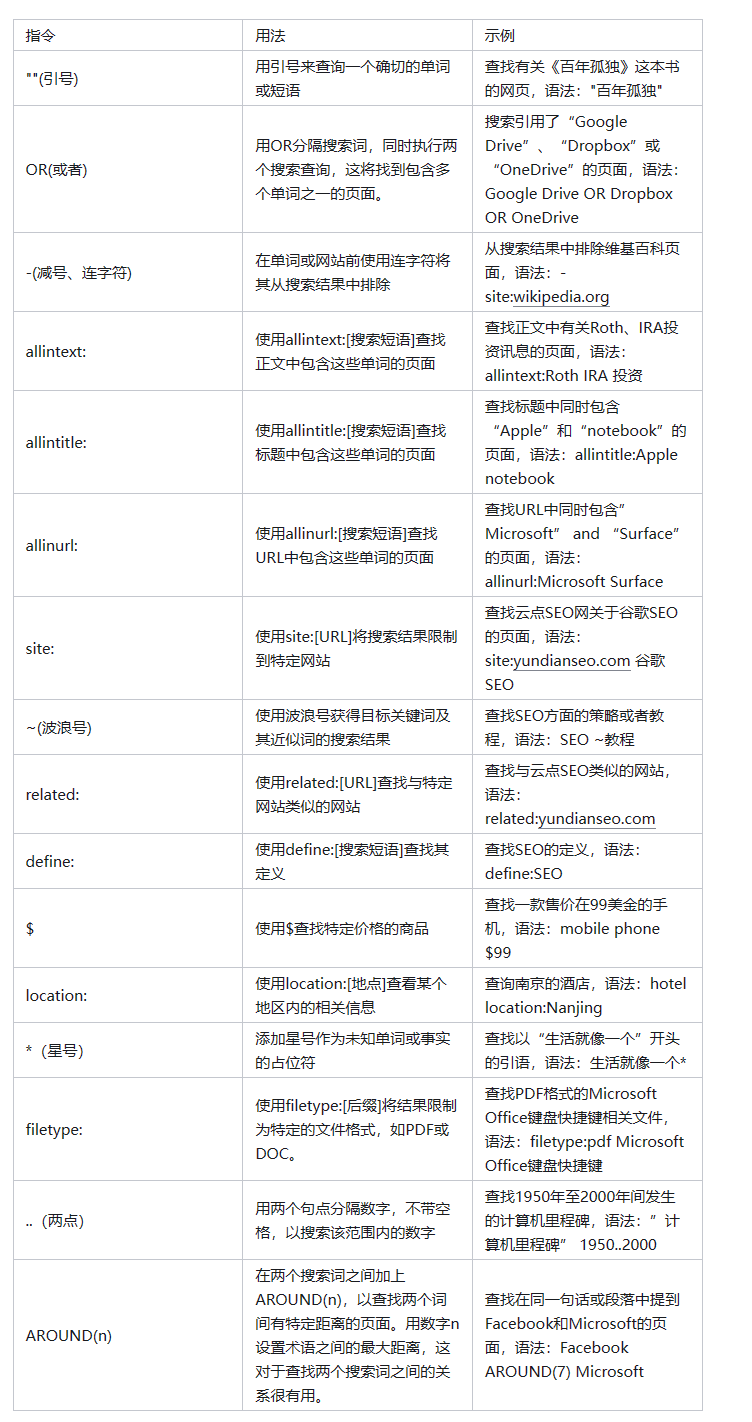 指令
用法
示例
""(引号)
用引号来查询一个确切的单词
或短语
查找有关《百年孤独》这本书
的网页，语法："百年孤独"
OR(或者)
用OR分隔搜索词，同时执行两
个搜索查询，这将找到包含多
个单词之一的页面。
搜索引用了“Google
Drive”、“Dropbox”或
“OneDrive”的页面，语法：
Google Drive OR Dropbox
OR OneDrive
-(减号、连字符)
在单词或网站前使用连字符将
其从搜索结果中排除
从搜索结果中排除维基百科页
面，语法：-
site:wikipedia.org
allintext:
使用allintext:[搜索短语]查找
正文中包含这些单词的页面
查找正文中有关Roth、IRA投
资讯息的页面，语法：
allintext:Roth IRA 投资
allintitle:
使用allintitle:[搜索短语]查找
标题中包含这些单词的页面
查找标题中同时包含
“Apple”和“notebook”的
页面，语法：allintitle:Apple
notebook
allinurl:
使用allinurl:[搜索短语]查找
URL中包含这些单词的页面
查找URL中同时包含”
Microsoft” and “Surface”
的页面，语法：
allinurl:Microsoft Surface
site:
使用site:[URL]将搜索结果限制
到特定网站
查找云点SEO网关于谷歌SEO
的页面，语法：
site:yundianseo.com 谷歌
SEO
~(波浪号)
使用波浪号获得目标关键词及
其近似词的搜索结果
查找SEO方面的策略或者教
程，语法：SEO ~教程
related:
使用related:[URL]查找与特定
网站类似的网站
查找与云点SEO类似的网站，
语法：
related:yundianseo.com
define:
使用define:[搜索短语]查找其
定义
查找SEO的定义，语法：
define:SEO
$
使用$查找特定价格的商品
查找一款售价在99美金的手
机，语法：mobile phone
$99
location:
使用location:[地点]查看某个
地区内的相关信息
查询南京的酒店，语法：hotel
location:Nanjing
*（星号）
添加星号作为未知单词或事实
的占位符
查找以“生活就像一个”开头
的引语，语法：生活就像一个*
filetype:
使用filetype:[后缀]将结果限制
为特定的文件格式，如PDF或
DOC。
查找PDF格式的Microsoft
Office键盘快捷键相关文件，
语法：filetype:pdf Microsoft
Office键盘快捷键
..（两点）
用两个句点分隔数字，不带空
格，以搜索该范围内的数字
查找1950年至2000年间发生
的计算机里程碑，语法：”计
算机里程碑” 1950..2000
AROUND(n)
在两个搜索词之间加上
AROUND(n)，以查找两个词
间有特定距离的页面。用数字n
设置术语之间的最大距离，这
对于查找两个搜索词之间的关
系很有用。
查找在同一句话或段落中提到
Facebook和Microsoft的页
面，语法：Facebook
AROUND(7) Microsoft